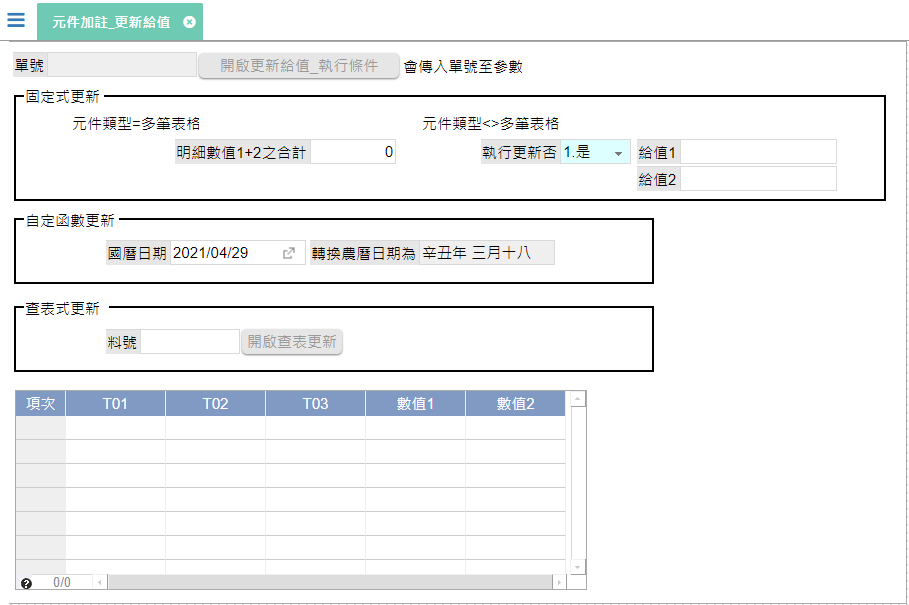 元件加註_更新給值
單號 開啟更新給值_執行條件 會傳入單號至參數
固定式更新
元件類型=多筆表格 元件類型<>多筆表格
明細數值1+2之合計 0 執行更新否 1.是 給值1
給值2
自定函數更新
國曆日期 2021/04/29 轉換農曆日期為 辛丑年 三月十八
查表式更新
料號 開啟查表更新
項次 T01 T02 T03 數值1 數值2
0/0